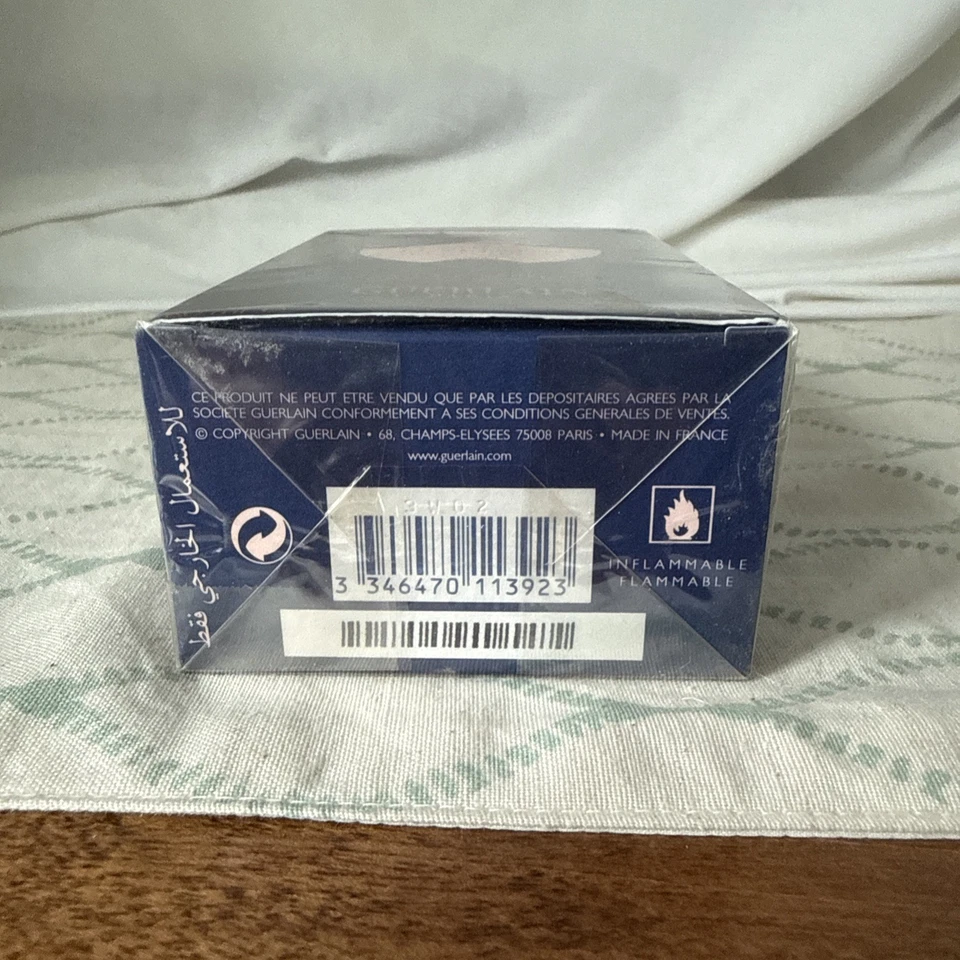 GUERLAIN
CE PRODUIT NE PEUT ETRE VENDU QUE PAR LES DEPOSITAIRES AGREES PAR LA
SOCIETE GUERLAIN CONFORMEMENT A SES CONDITIONS GENERALES DE VENTES.
© COPYRIGHT GUERLAIN • 68, CHAMPS-ELYSEES 75008 PARIS • MADE IN FRANCE
www.guerlain.com
للاستعمال الخارجي فقط
3 346470 113923
INFLAMMABLE
FLAMMABLE